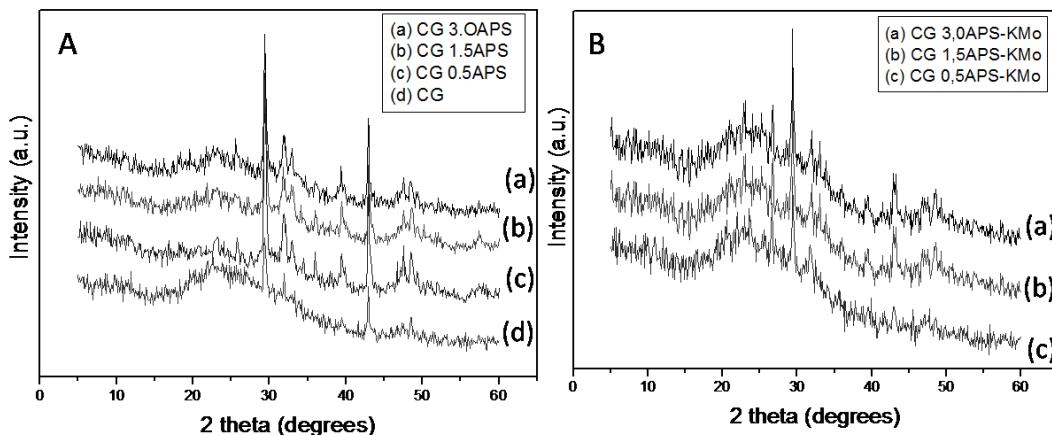 A
(a) CG 3.OAPS
(b) CG 1.5APS
(c) CG 0.5APS
(d) CG
Intensity (a.u.)
(a)
(b)
(c)
(d)
0 10 20 30 40 50 60
2 theta (degrees)
B
(a) CG 3,0APS-KMo
(b) CG 1,5APS-KMo
(c) CG 0,5APS-KMo
Intensity (a.u.)
(a)
(b)
(c)
0 10 20 30 40 50 60
2 theta (degrees)